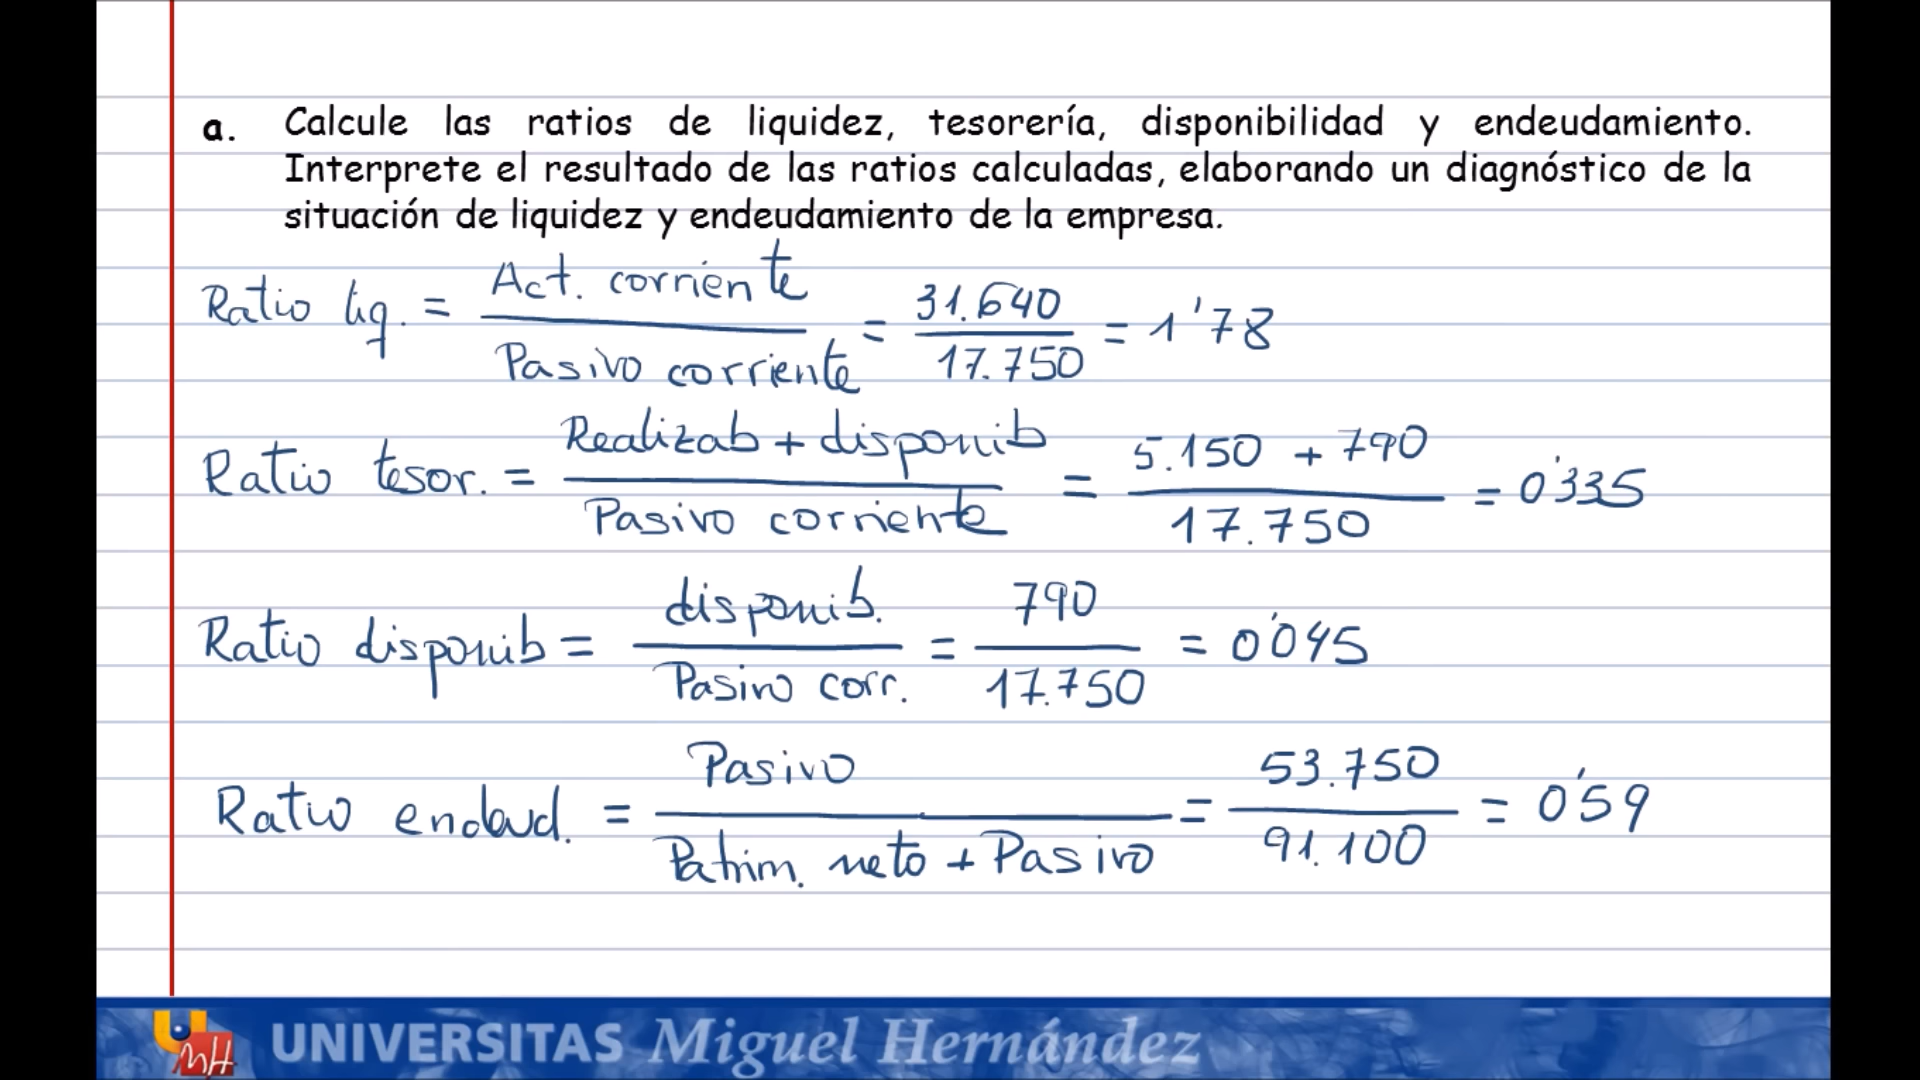 a. Calcule las ratios de liquidez, tesorería, disponibilidad y endeudamiento.
Interprete el resultado de las ratios calculadas, elaborando un diagnóstico de la
situación de liquidez y endeudamiento de la empresa.
Ratio liq. = Act. corriente / Pasivo corriente = 31.640 / 17.750 = 1'78
Ratio tesor. = Realizab + disponib / Pasivo corriente = 5.150 + 790 / 17.750 = 0'335
Ratio disponib = disponib. / Pasivo corr. = 790 / 17.750 = 0'045
Ratio endeud. = Pasivo / Patrim. neto + Pasivo = 53.750 / 91.100 = 0'59
UMH UNIVERSITAS Miguel Hernández